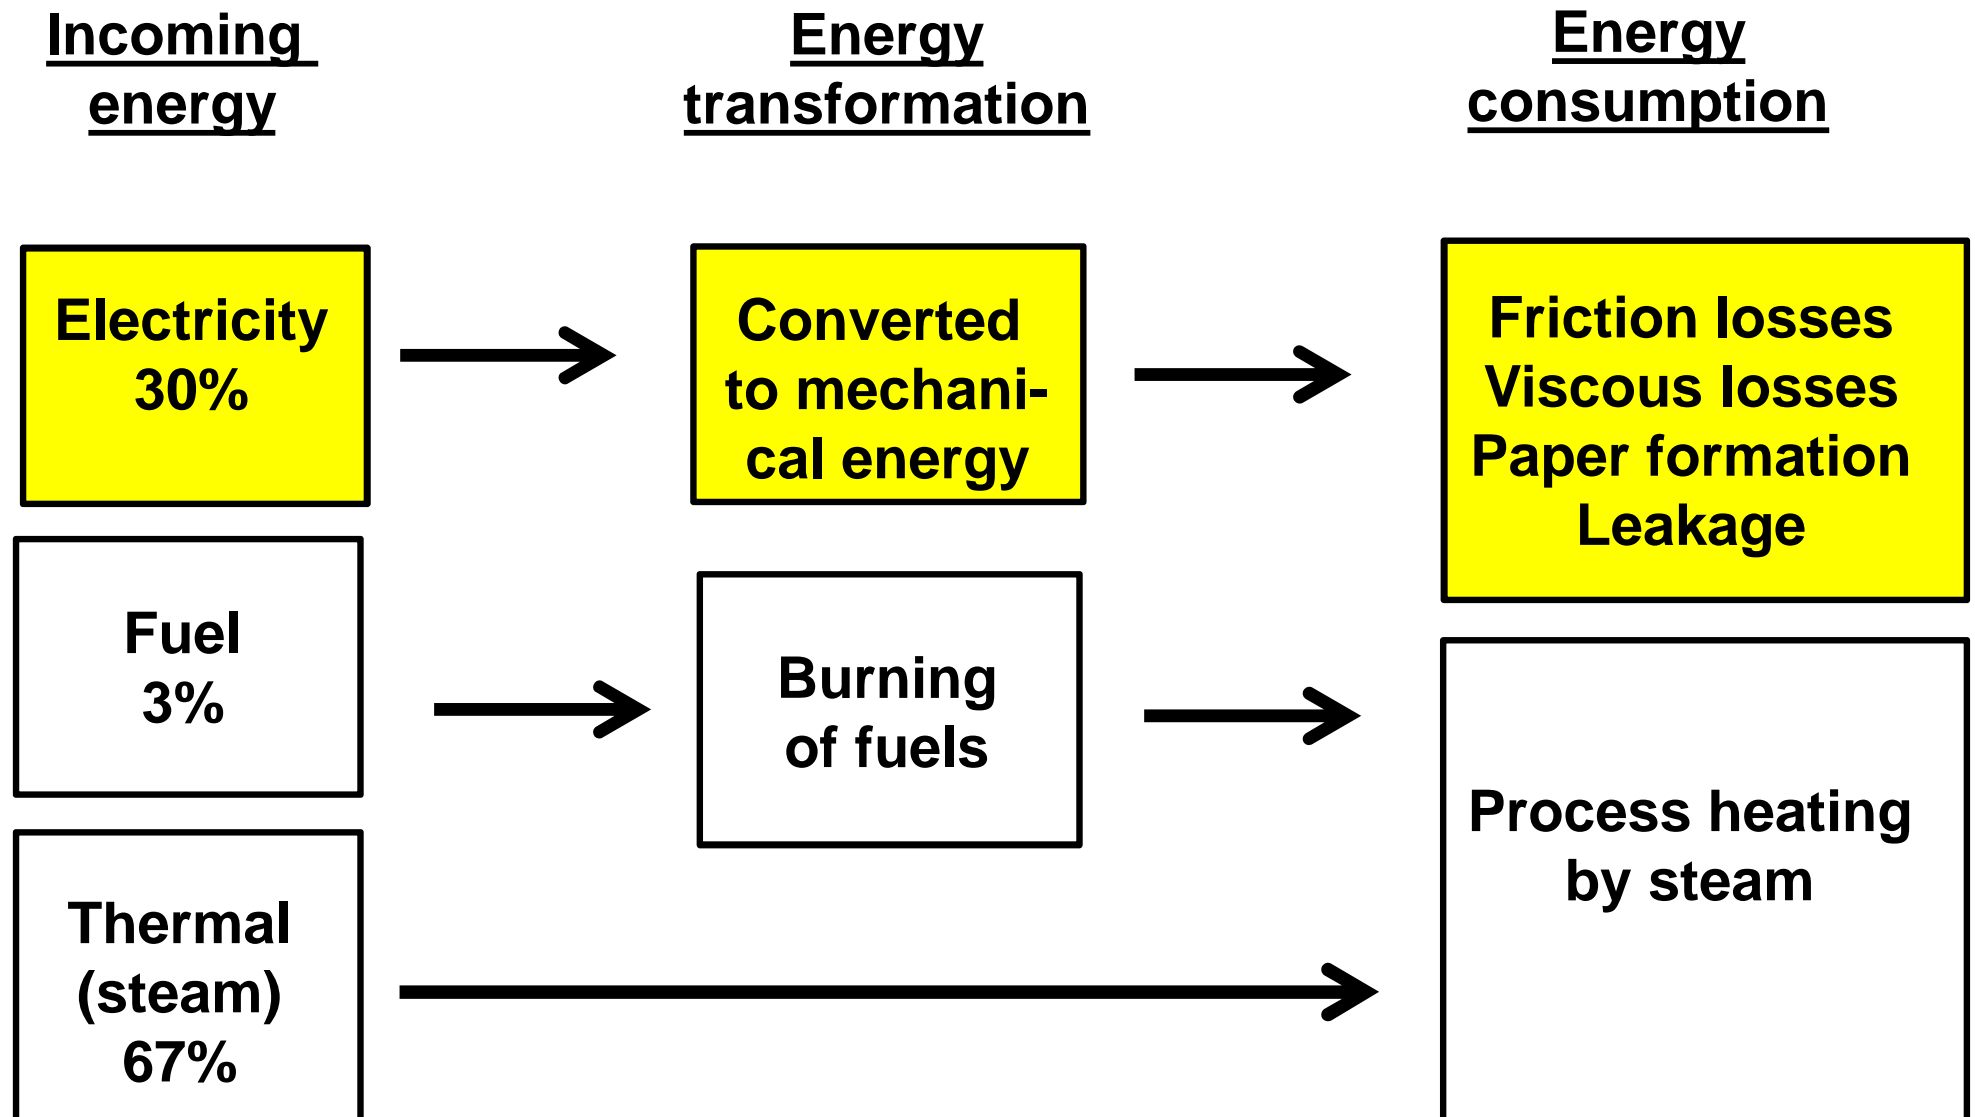 Incoming
energy
Energy
transformation
Energy
consumption
Electricity
30%
Converted
to mechani-
cal energy
Friction losses
Viscous losses
Paper formation
Leakage
Fuel
3%
Burning
of fuels
Process heating
by steam
Thermal
(steam)
67%